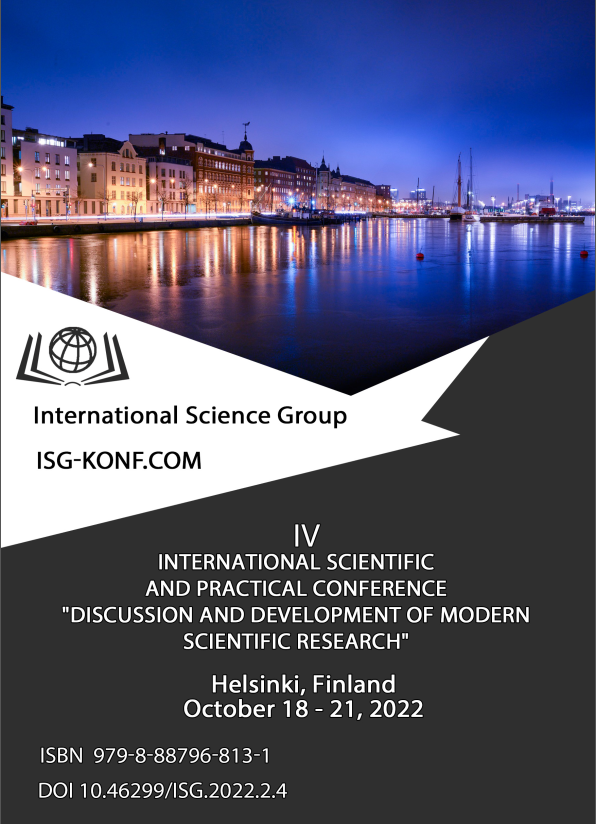 International Science Group
ISG-KONF.COM
IV
INTERNATIONAL SCIENTIFIC
AND PRACTICAL CONFERENCE
"DISCUSSION AND DEVELOPMENT OF MODERN
SCIENTIFIC RESEARCH"
Helsinki, Finland
October 18 - 21, 2022
ISBN 979-8-88796-813-1
DOI 10.46299/ISG.2022.2.4